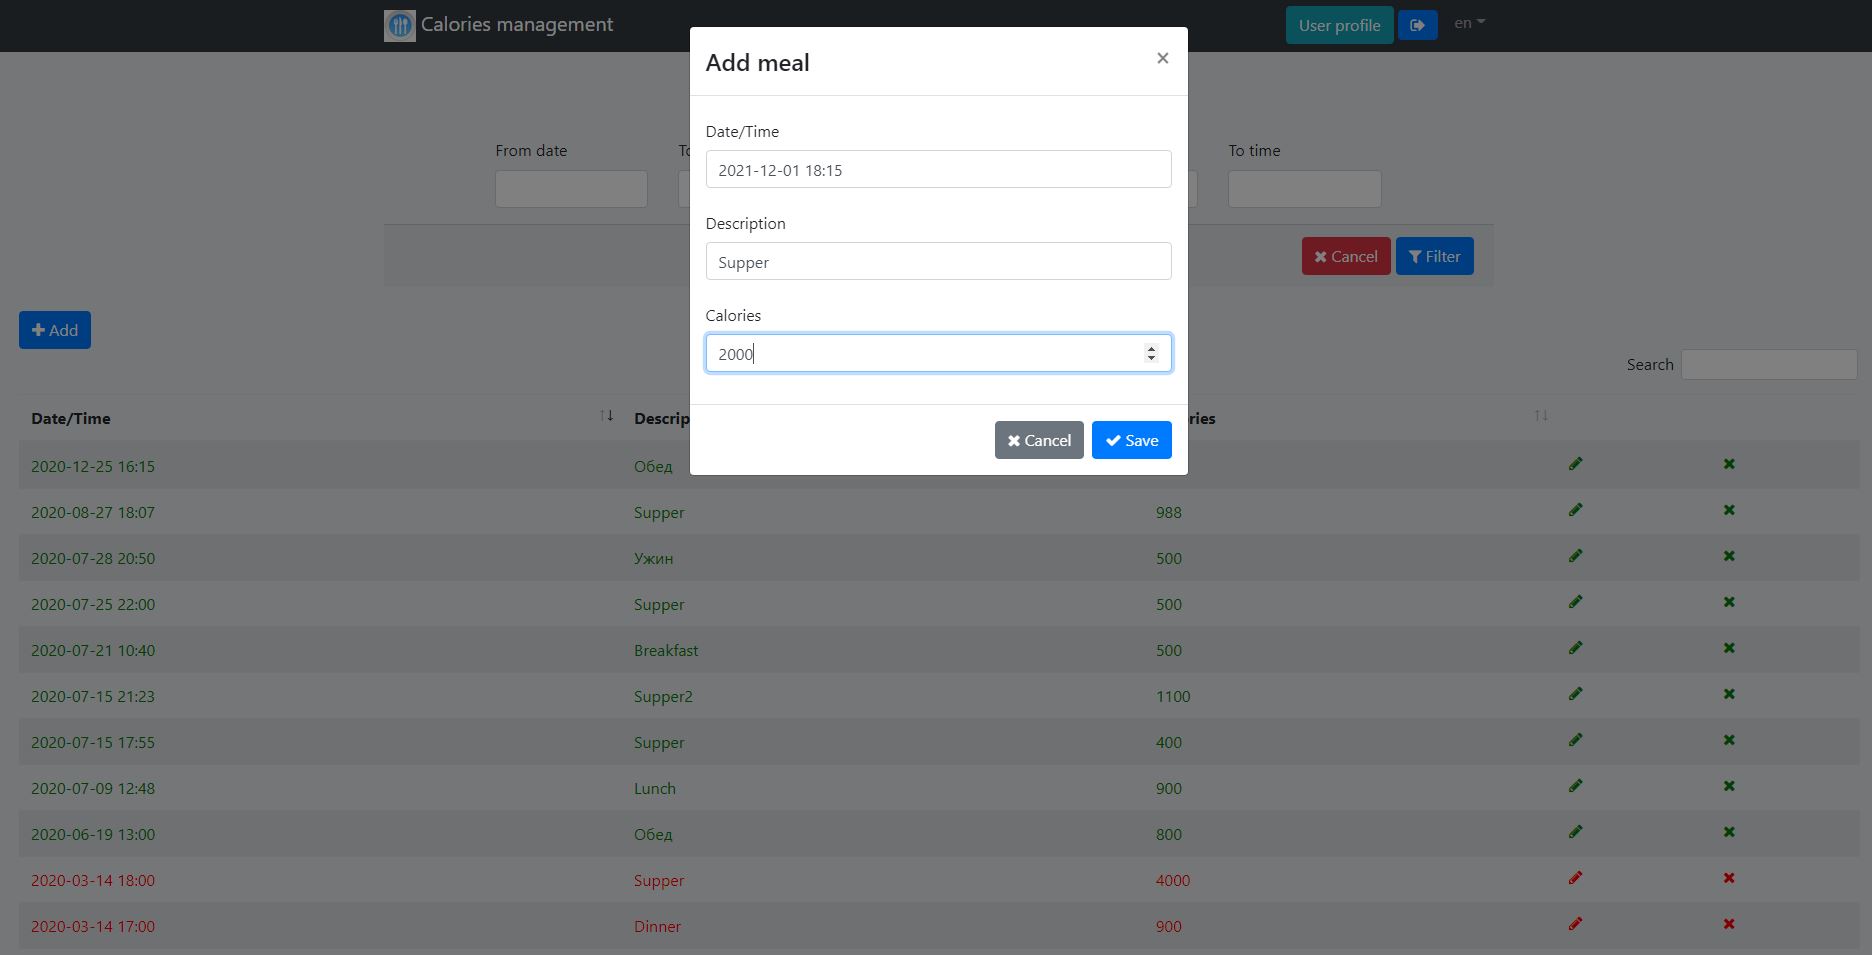 Calories management
User profile
en
Add meal
×
Date/Time
2021-12-01 18:15
Description
Supper
Calories
2000
Cancel
Save
From date
To time
Cancel
Filter
Add
Search
Date/Time
2020-12-25 16:15 Обед
2020-08-27 18:07 Supper 988
2020-07-28 20:50 Ужин 500
2020-07-25 22:00 Supper 500
2020-07-21 10:40 Breakfast 500
2020-07-15 21:23 Supper2 1100
2020-07-15 17:55 Supper 400
2020-07-09 12:48 Lunch 900
2020-06-19 13:00 Обед 800
2020-03-14 18:00 Supper 4000
2020-03-14 17:00 Dinner 900